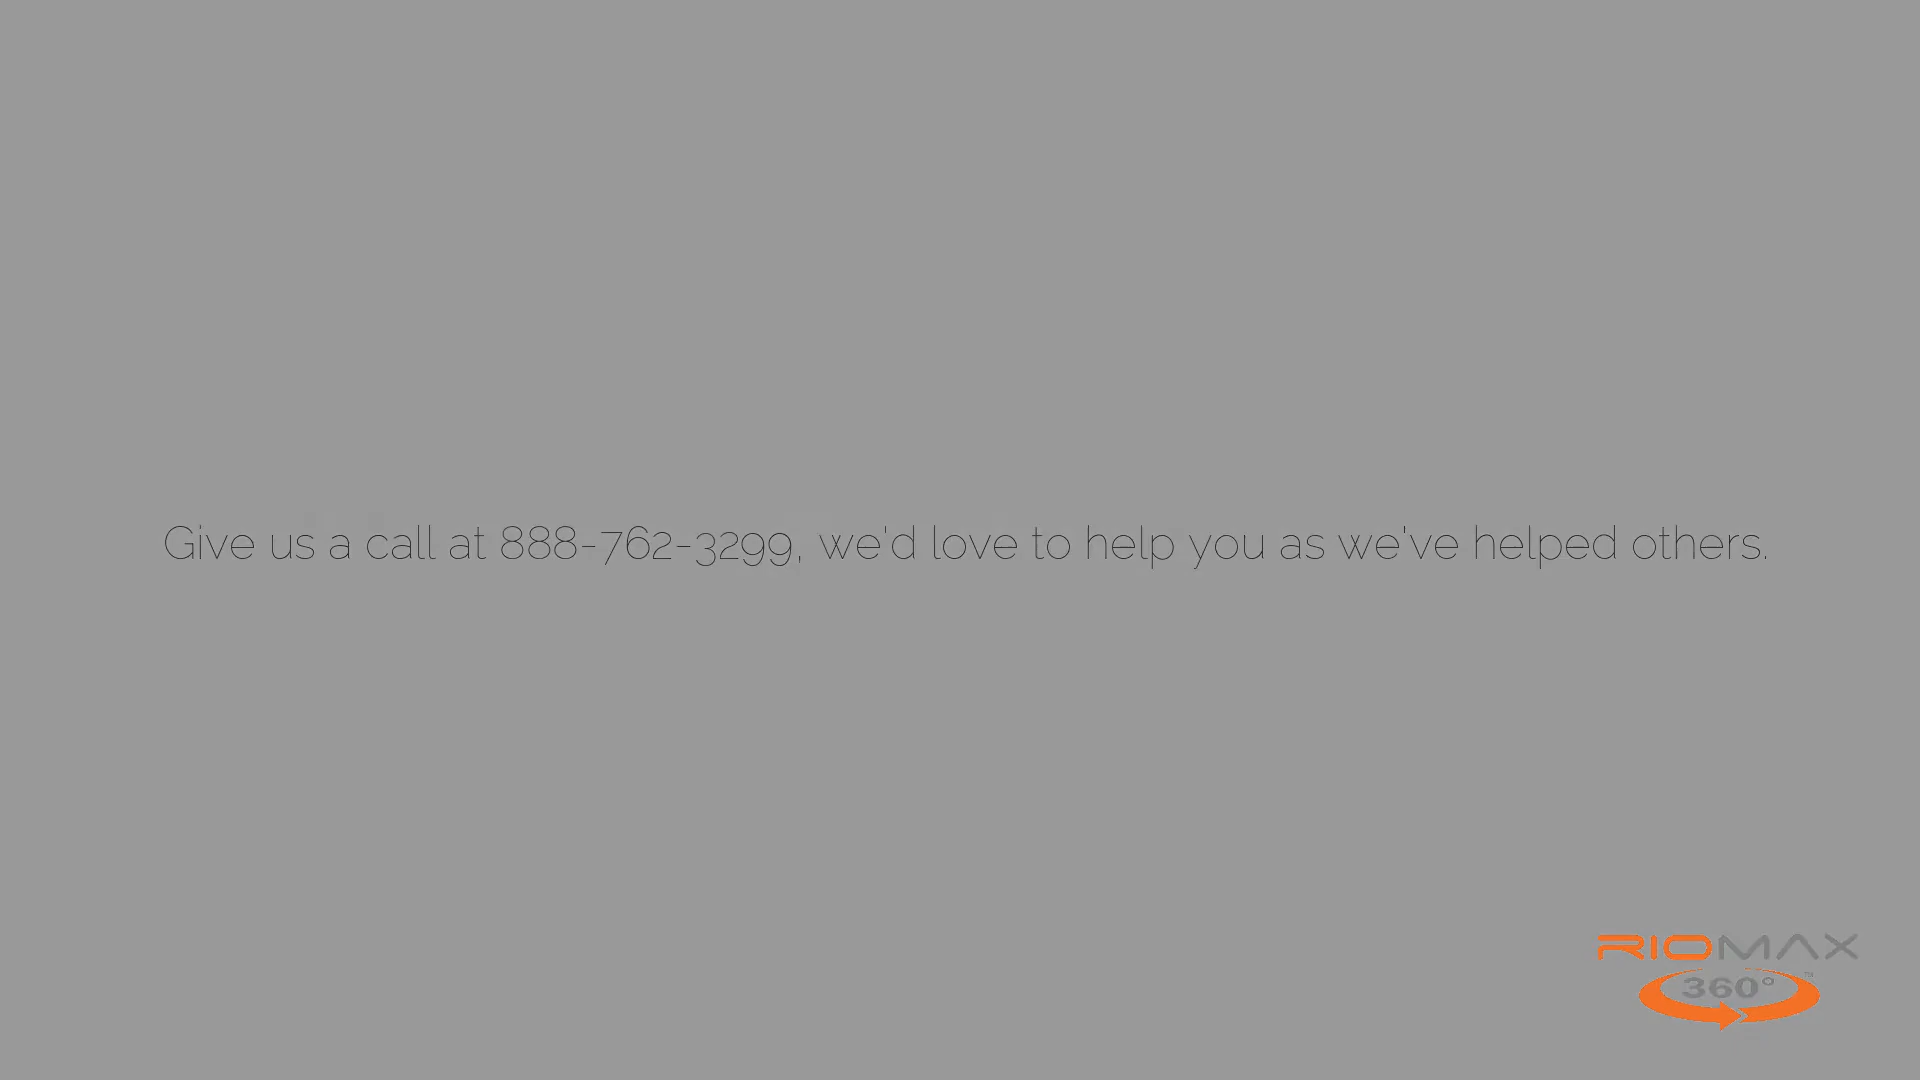 Give us a call at 888-762-3299, we'd love to help you as we've helped others.
RIOMAX
360°
™